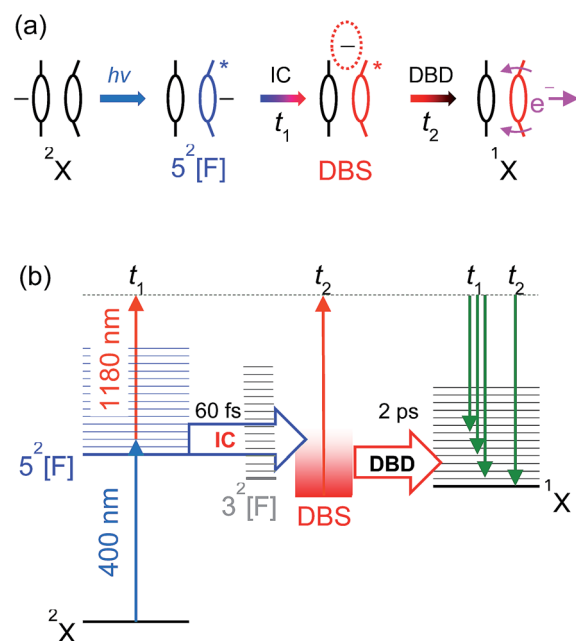 (a)
hν IC DBD
t₁ t₂
* * e⁻
²X 5²[F] DBS ¹X
(b)
t₁ t₂ t₁ t₂
1180 nm
60 fs 2 ps
IC
DBD
5²[F]
3²[F]
DBS
¹X
400 nm
²X